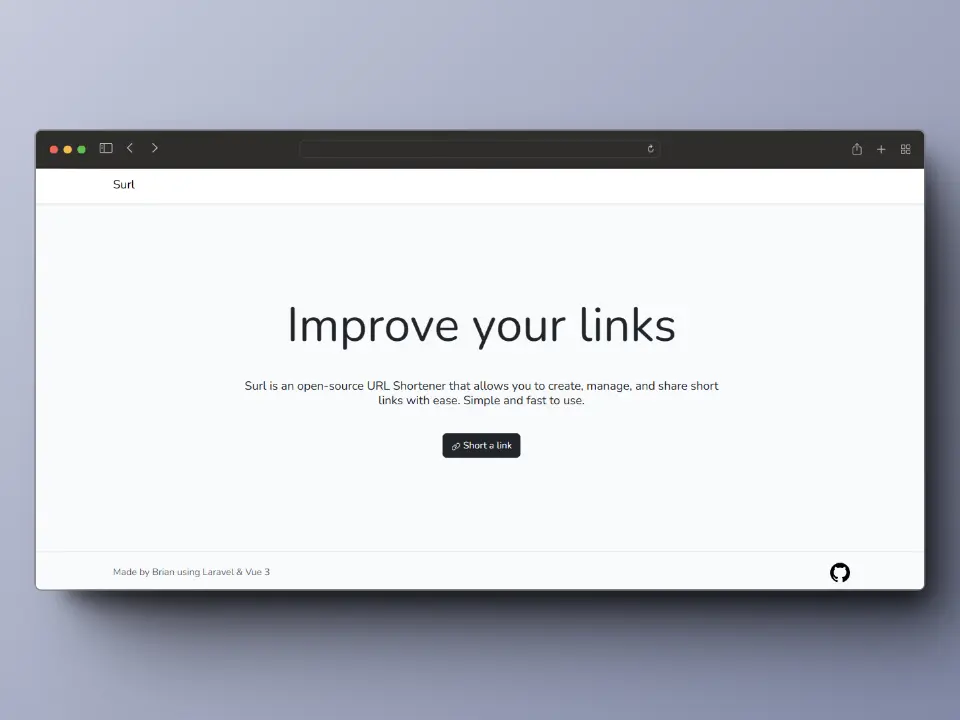 Surl
Improve your links
Surl is an open-source URL Shortener that allows you to create, manage, and share short
links with ease. Simple and fast to use.
Short a link
Made by Brian using Laravel & Vue 3